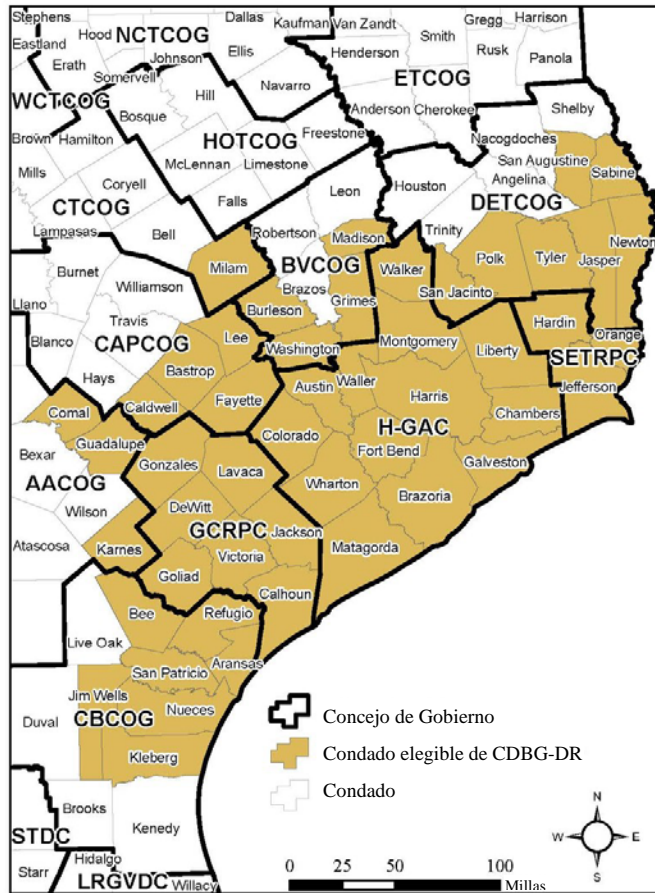 Stephens
Eastland
Hood
NCTCOG
Dallas
Kaufman
Van Zandt
Smith
Gregg
Harrison
Erath
Johnson
Ellis
Henderson
Rusk
Panola
Somervell
Navarro
ETCOG
WCTCOG
Hill
Anderson
Cherokee
Shelby
Bosque
HOTCOG
Freestone
Brown
Hamilton
McLennan
Limestone
Nacogdoches
San Augustine
Sabine
Mills
Coryell
Leon
Houston
Angelina
CTCOG
Falls
DETCOG
Lampasas
Bell
Robertson
Madison
Trinity
Newton
Burnet
Milam
BVCOG
Walker
Polk
Tyler
Jasper
Williamson
Brazos
Grimes
San Jacinto
Llano
Burleson
Travis
Lee
Washington
Montgomery
Liberty
Hardin
Orange
Blanco
CAPCOG
Bastrop
SETRPC
Hays
Fayette
Austin
Waller
Harris
Jefferson
Comal
Caldwell
Chambers
Guadalupe
Colorado
H-GAC
Bexar
Gonzales
Lavaca
Fort Bend
Galveston
AACOG
Wharton
Brazoria
Wilson
DeWitt
GCRPC
Jackson
Atascosa
Karnes
Victoria
Matagorda
Goliad
Calhoun
Bee
Refugio
Live Oak
Aransas
San Patricio
Jim Wells
Nueces
Duval
CBCOG
Kleberg
Concejo de Gobierno
Condado elegible de CDBG-DR
Condado
Brooks
STDC
Kenedy
Hidalgo
Starr
LRGVDC
Willacy
N
W
E
S
0 25 50 100
Millas